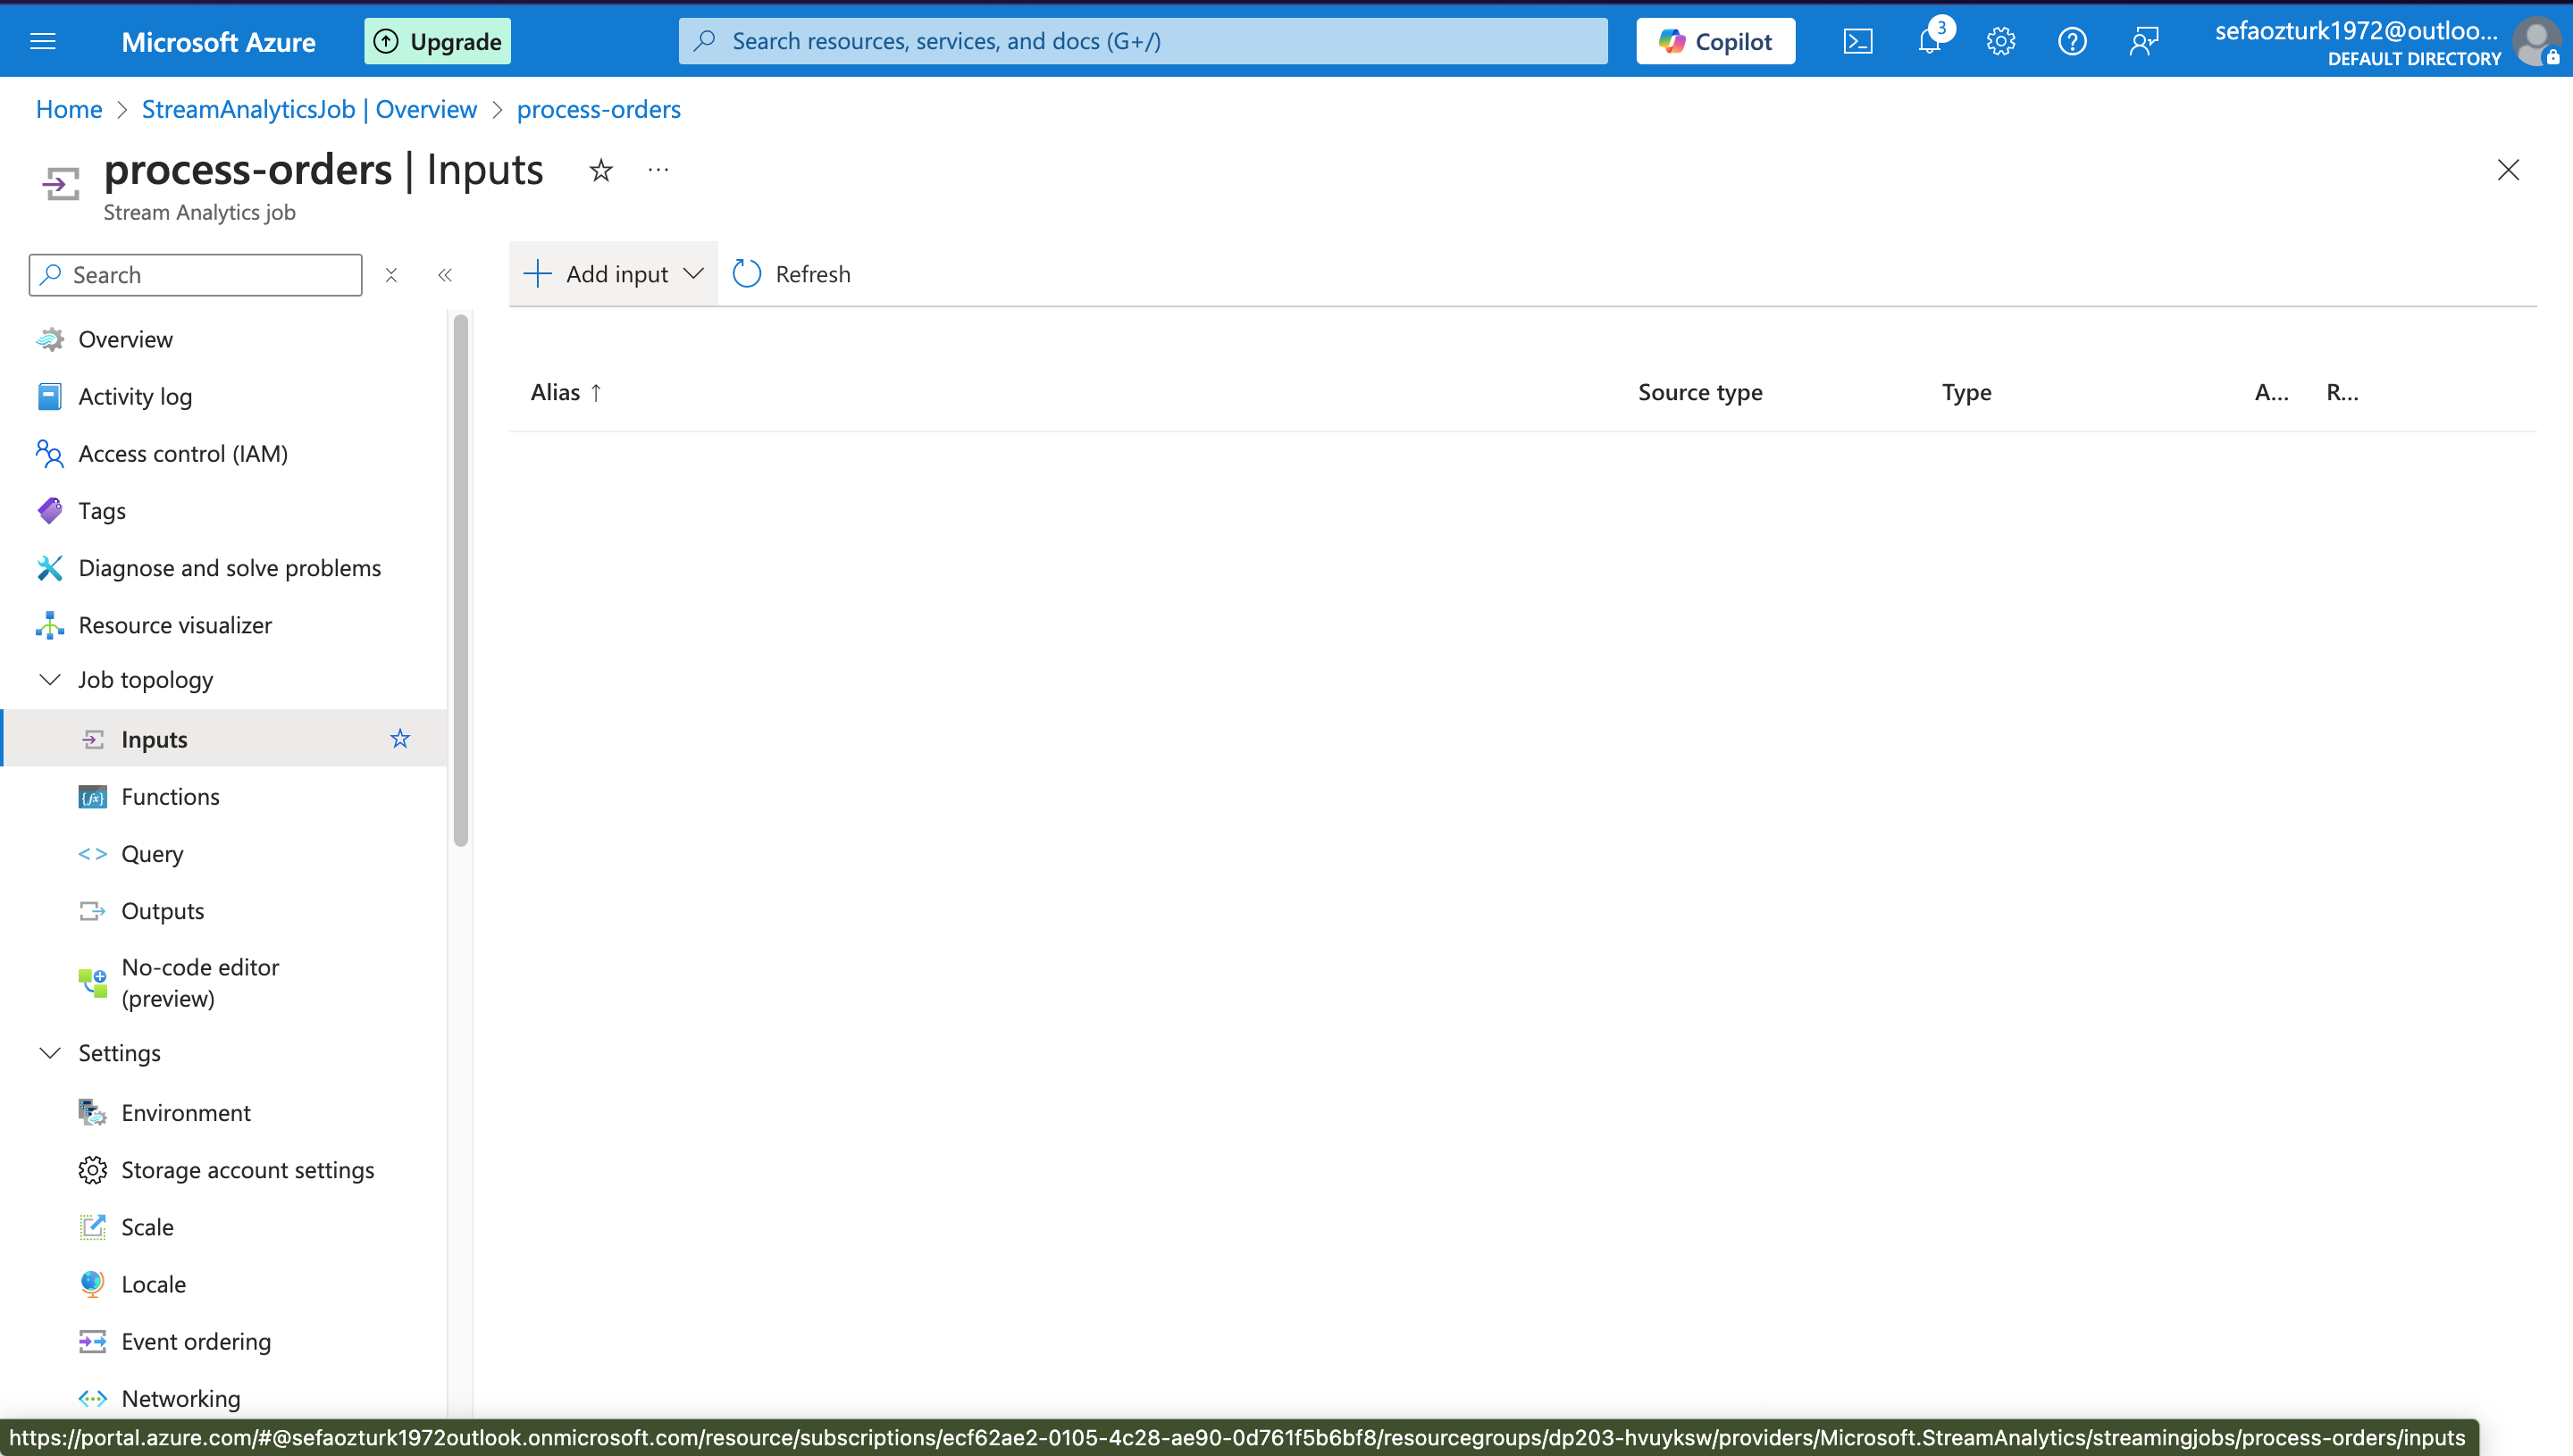 Microsoft Azure
Upgrade
Search resources, services, and docs (G+/)
Copilot
3
sefaozturk1972@outloo...
DEFAULT DIRECTORY
Home > StreamAnalyticsJob | Overview > process-orders
process-orders | Inputs
...
Stream Analytics job
Search
Add input
Refresh
Overview
Activity log
Access control (IAM)
Tags
Diagnose and solve problems
Resource visualizer
Job topology
Inputs
Functions
Query
Outputs
No-code editor
(preview)
Settings
Environment
Storage account settings
Scale
Locale
Event ordering
Networking
Alias ↑
Source type
Type
A...
R...
https://portal.azure.com/#@sefaozturk1972outlook.onmicrosoft.com/resource/subscriptions/ecf62ae2-0105-4c28-ae90-0d761f5b6bf8/resourcegroups/dp203-hvuyksw/providers/Microsoft.StreamAnalytics/streamingjobs/process-orders/inputs